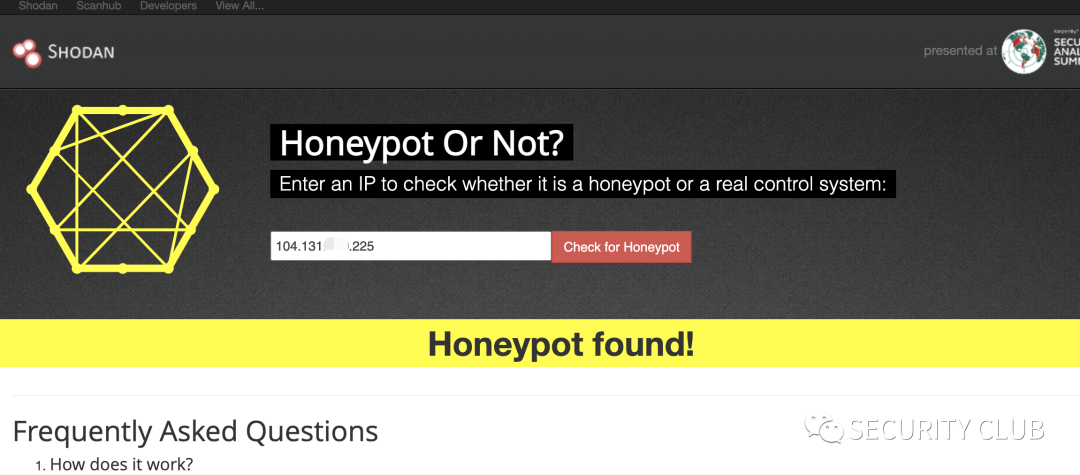 Shodan Scanhub Developers View All...
SHODAN
presented at
SECU
ANAL
SUMM
Honeypot Or Not?
Enter an IP to check whether it is a honeypot or a real control system:
104.131 .225 Check for Honeypot
Honeypot found!
Frequently Asked Questions
1. How does it work?
SECURITY CLUB